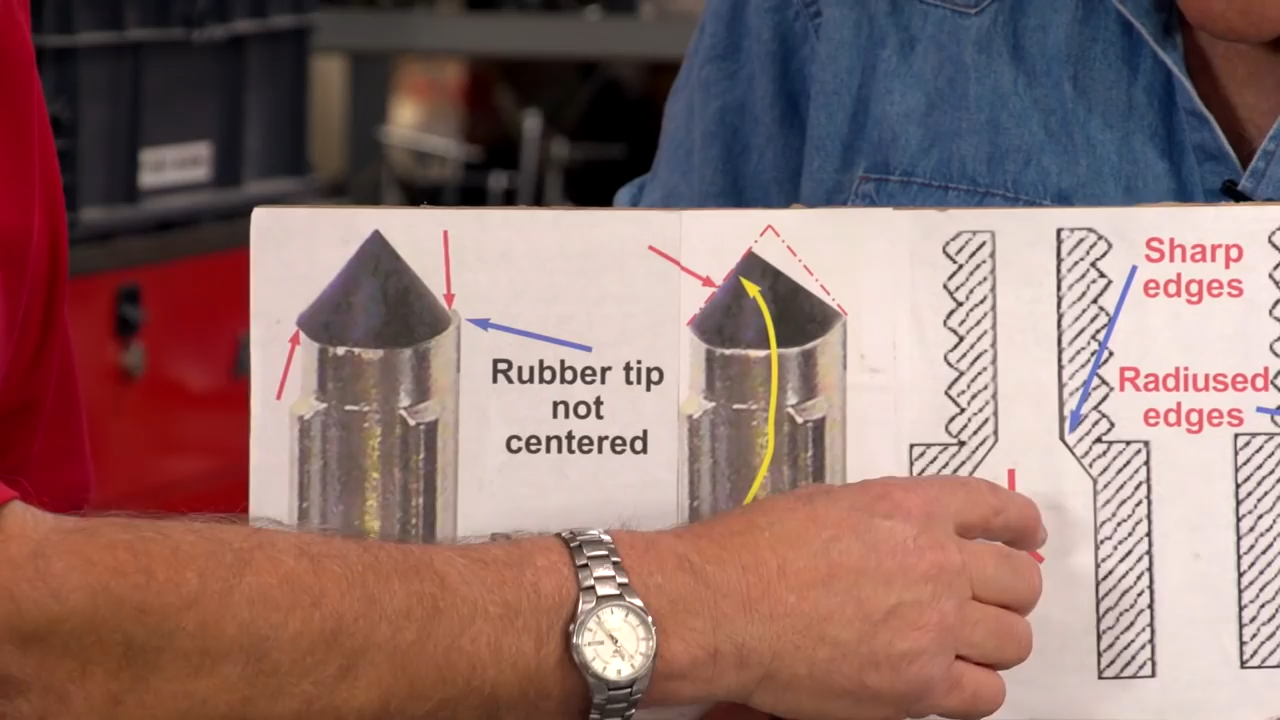 Rubber tip
not
centered
Sharp
edges
Radiused
edges